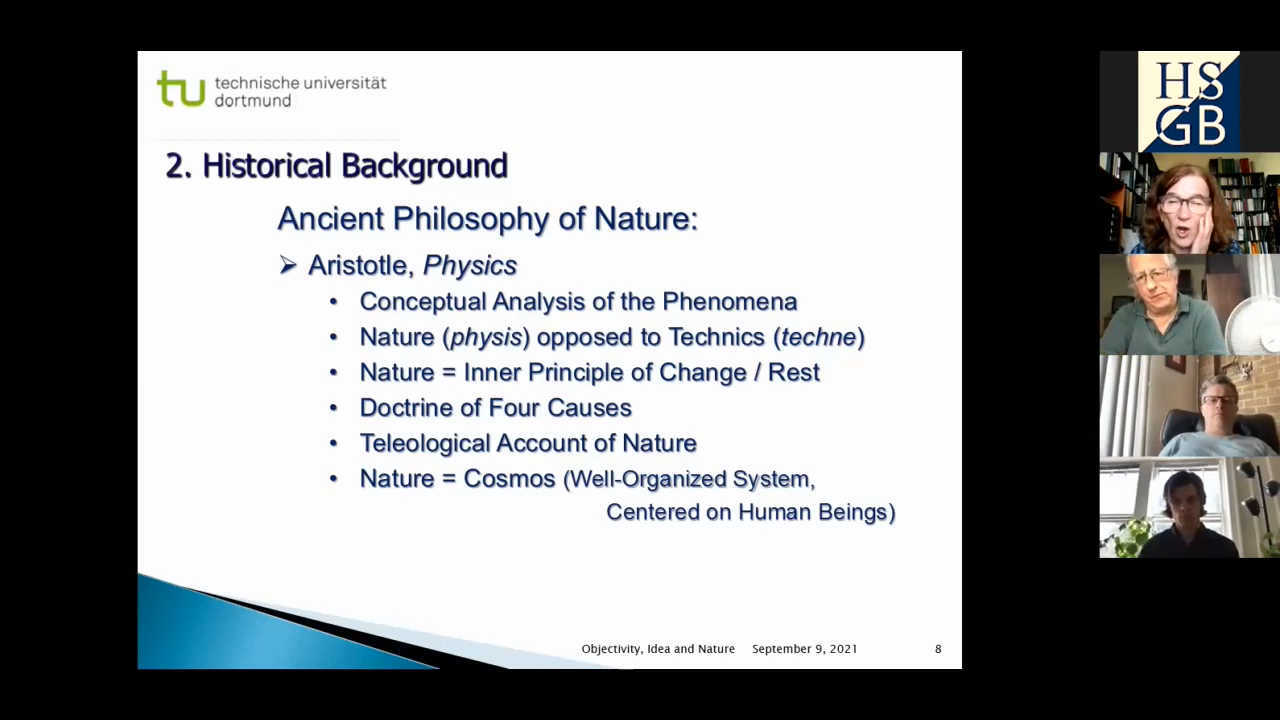 technische universität
dortmund
2. Historical Background
Ancient Philosophy of Nature:
➢ Aristotle, Physics
• Conceptual Analysis of the Phenomena
• Nature (physis) opposed to Technics (techne)
• Nature = Inner Principle of Change / Rest
• Doctrine of Four Causes
• Teleological Account of Nature
• Nature = Cosmos (Well-Organized System,
Centered on Human Beings)
Objectivity, Idea and Nature September 9, 2021 8
HS
GB